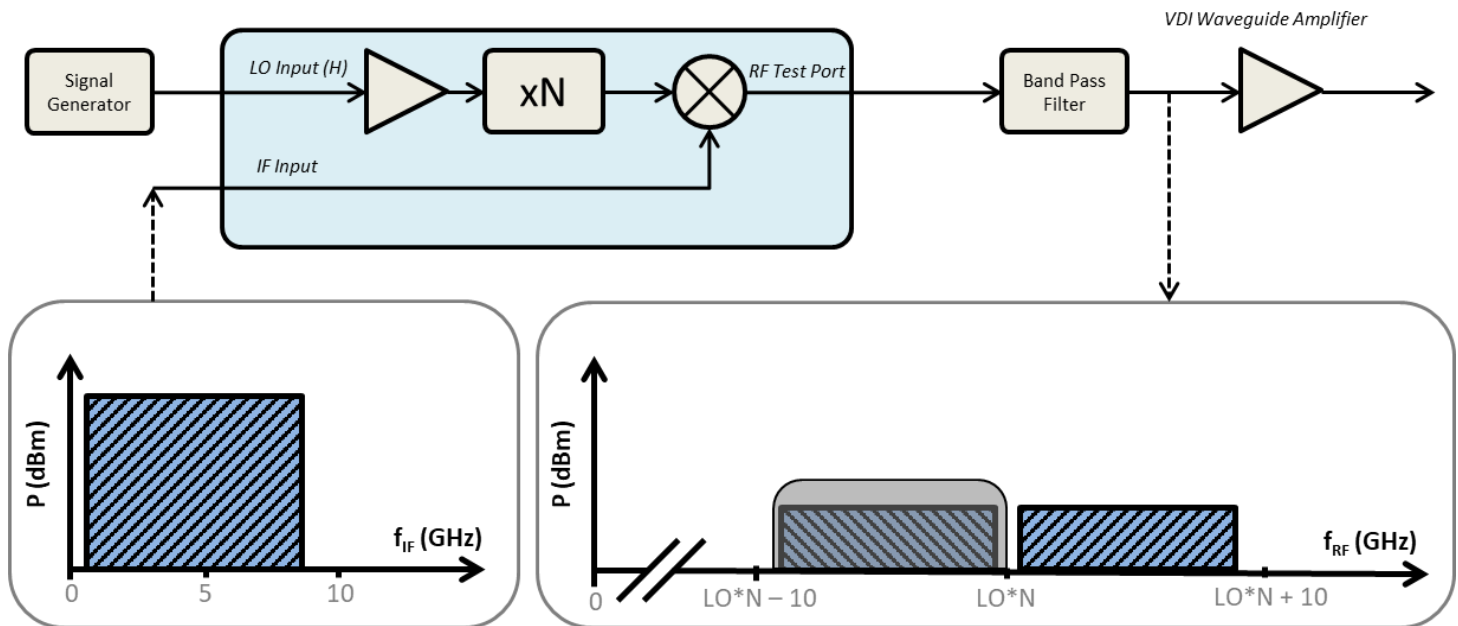 VDI Waveguide Amplifier
Signal
Generator
LO Input (H)
xN
RF Test Port
Band Pass
Filter
IF Input
P (dBm)
f_IF (GHz)
0
5
10
P (dBm)
f_RF (GHz)
0
LO*N – 10
LO*N
LO*N + 10